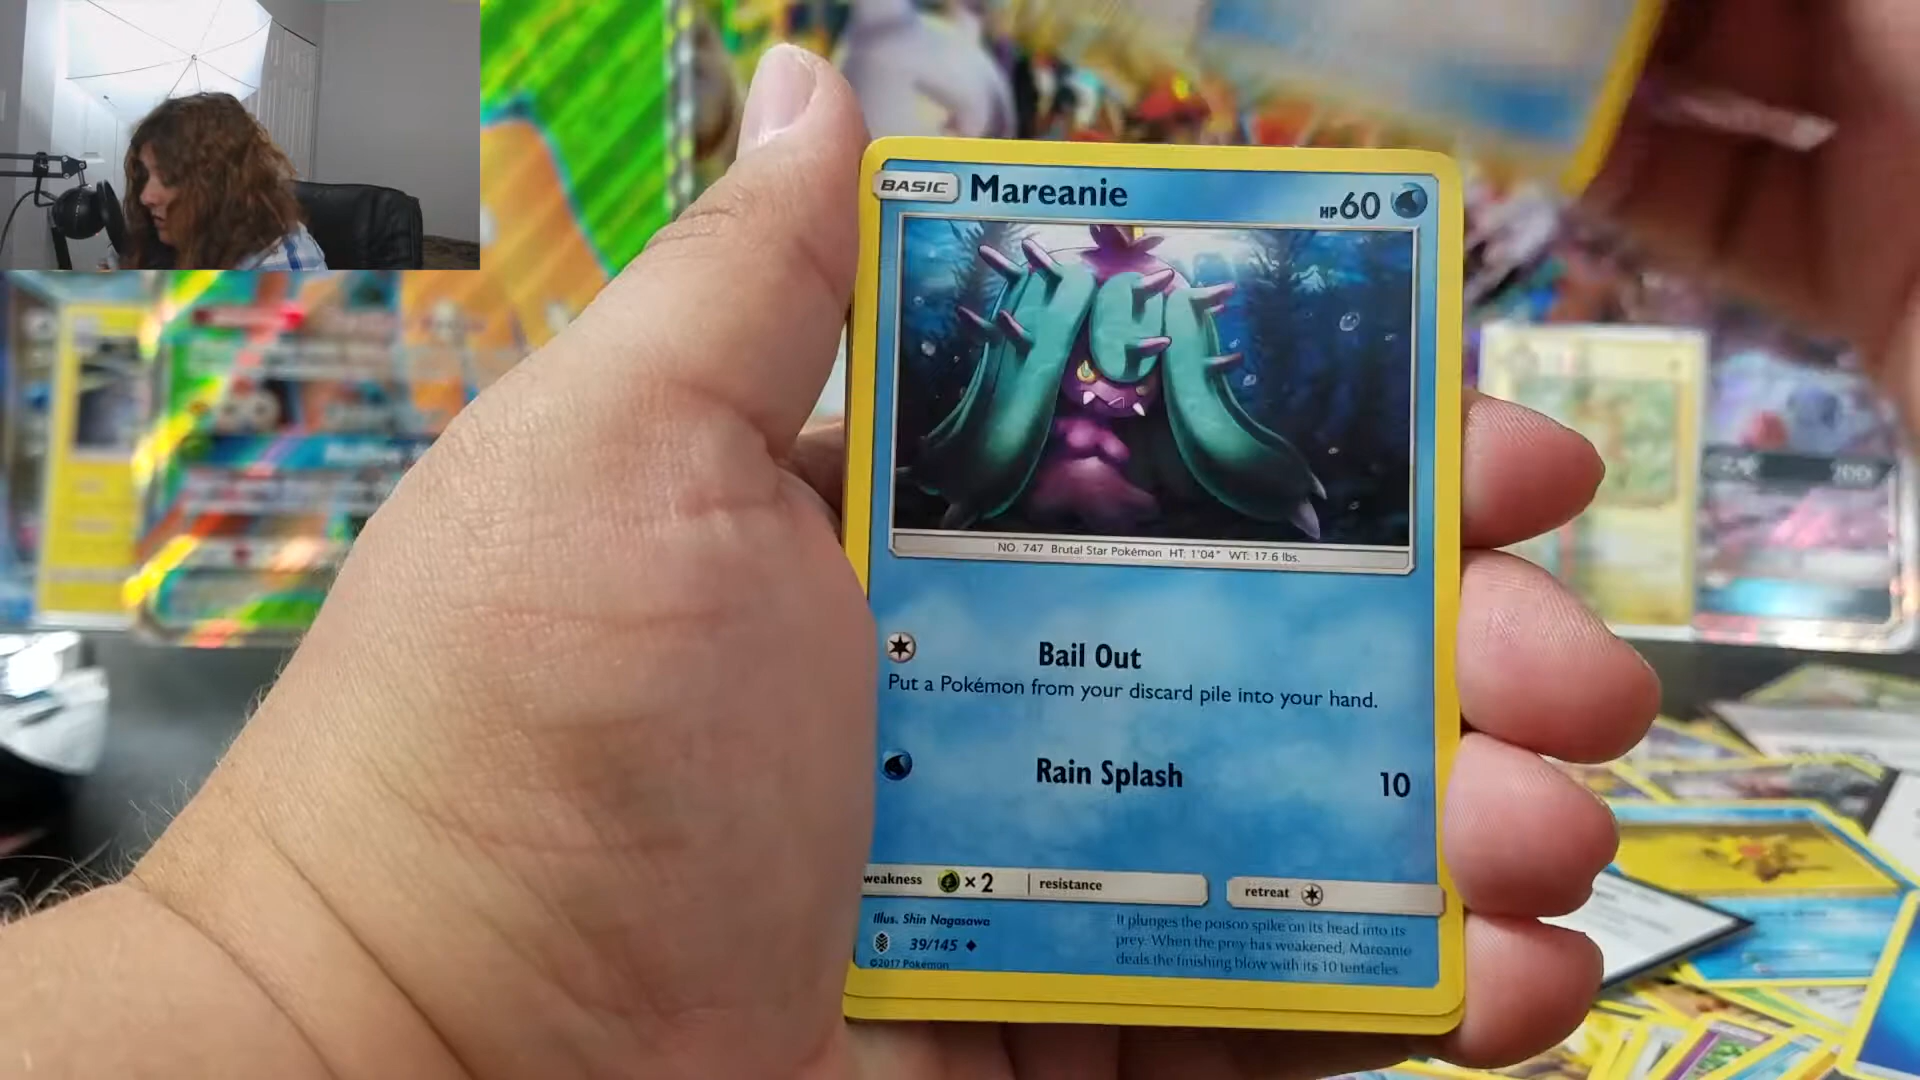 BASIC Mareanie HP 60
NO. 747 Brutal Star Pokémon HT: 1'04" WT: 17.6 lbs.
Bail Out
Put a Pokémon from your discard pile into your hand.
Rain Splash 10
weakness ×2 resistance retreat
Illus. Shin Nagasawa
39/145
©2017 Pokémon
It plunges the poison spike on its head into its
prey. When the prey has weakened, Mareanie
deals the finishing blow with its 10 tentacles.